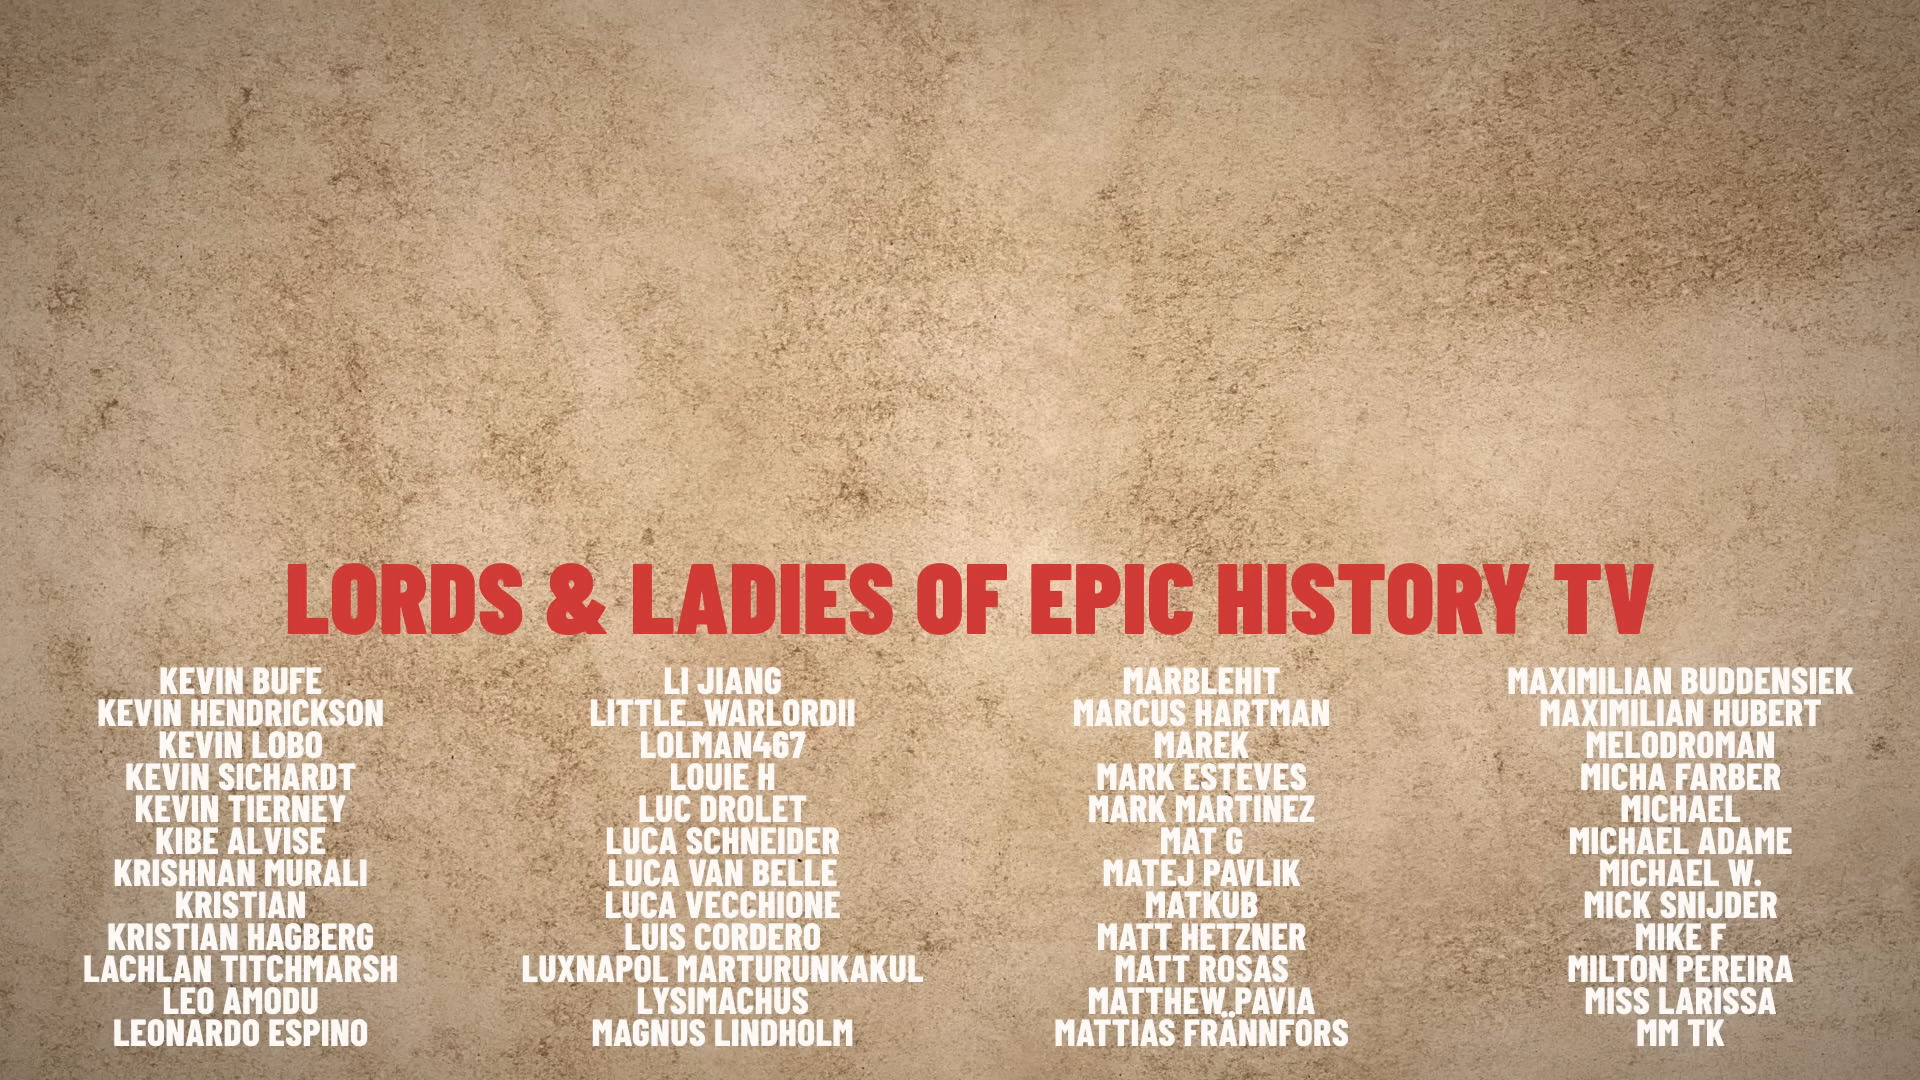 LORDS & LADIES OF EPIC HISTORY TV
KEVIN BUFE
KEVIN HENDRICKSON
KEVIN LOBO
KEVIN SICHARDT
KEVIN TIERNEY
KIBE ALVISE
KRISHNAN MURALI
KRISTIAN
KRISTIAN HAGBERG
LACHLAN TITCHMARSH
LEO AMODU
LEONARDO ESPINO
LI JIANG
LITTLE_WARLORDII
LOLMAN467
LOUIE H
LUC DROLET
LUCA SCHNEIDER
LUCA VAN BELLE
LUCA VECCHIONE
LUIS CORDERO
LUXNAPOL MARTURUNKAKUL
LYSIMACHUS
MAGNUS LINDHOLM
MARBLEHIT
MARCUS HARTMAN
MAREK
MARK ESTEVES
MARK MARTINEZ
MAT G
MATEJ PAVLIK
MATKUB
MATT HETZNER
MATT ROSAS
MATTHEW PAVIA
MATTIAS FRÄNNFORS
MAXIMILIAN BUDDENSIEK
MAXIMILIAN HUBERT
MELODROMAN
MICHA FARBER
MICHAEL
MICHAEL ADAME
MICHAEL W.
MICK SNIJDER
MIKE F
MILTON PEREIRA
MISS LARISSA
MM TK